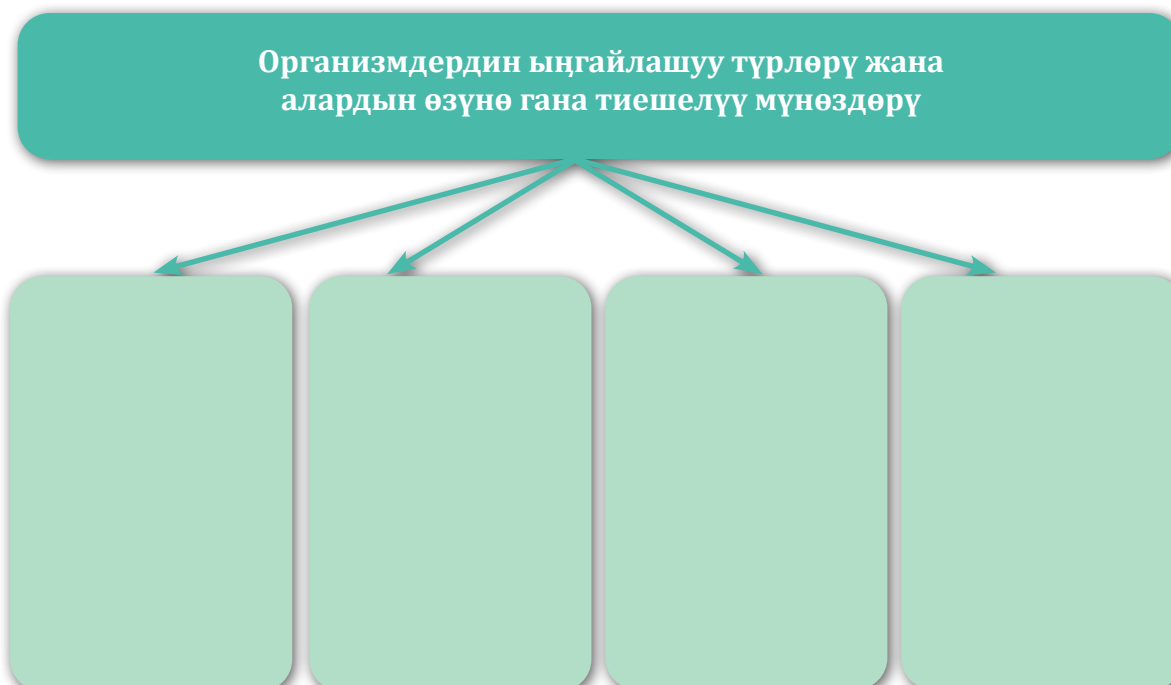 Организмдердин ыңгайлашуу түрлөрү жана
алардын өзүнө гана тиешелүү мүнөздөрү